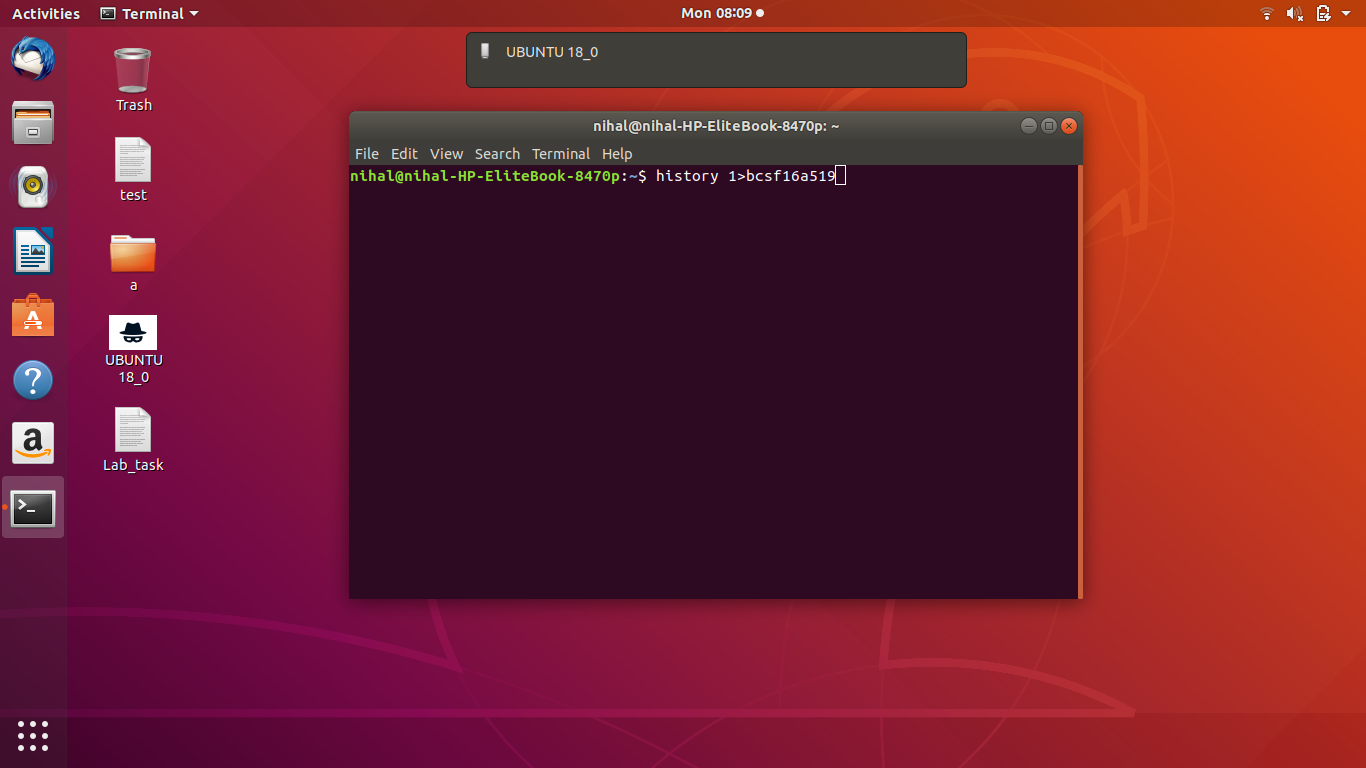 Activities Terminal Mon 08:09
UBUNTU 18_0
Trash
test
a
UBUNTU
18_0
Lab_task
nihal@nihal-HP-EliteBook-8470p: ~
File Edit View Search Terminal Help
nihal@nihal-HP-EliteBook-8470p:~$ history 1>bcsf16a519